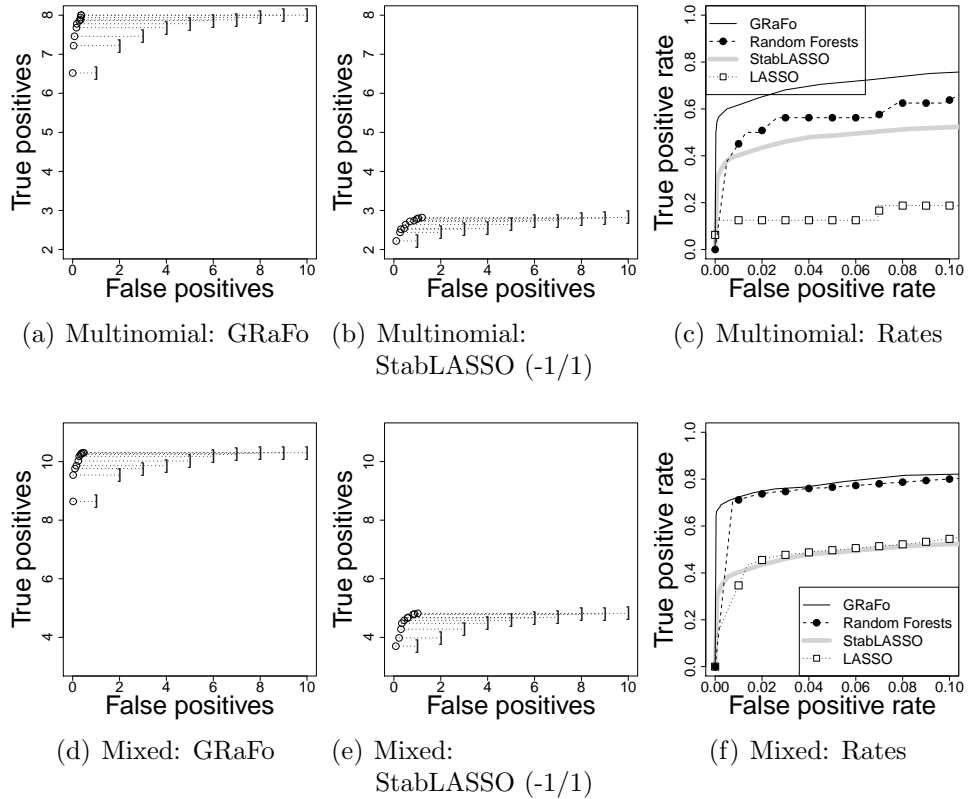 True positives
2 3 4 5 6 7 8
0 2 4 6 8 10
False positives
(a) Multinomial: GRaFo
True positives
2 3 4 5 6 7 8
0 2 4 6 8 10
False positives
(b) Multinomial:
StabLASSO (-1/1)
True positive rate
0.0 0.2 0.4 0.6 0.8 1.0
GRaFo
Random Forests
StabLASSO
LASSO
0.00 0.02 0.04 0.06 0.08 0.10
False positive rate
(c) Multinomial: Rates
True positives
4 6 8 10
0 2 4 6 8 10
False positives
(d) Mixed: GRaFo
True positives
4 6 8 10
0 2 4 6 8 10
False positives
(e) Mixed:
StabLASSO (-1/1)
True positive rate
0.0 0.2 0.4 0.6 0.8 1.0
GRaFo
Random Forests
StabLASSO
LASSO
0.00 0.02 0.04 0.06 0.08 0.10
False positive rate
(f) Mixed: Rates